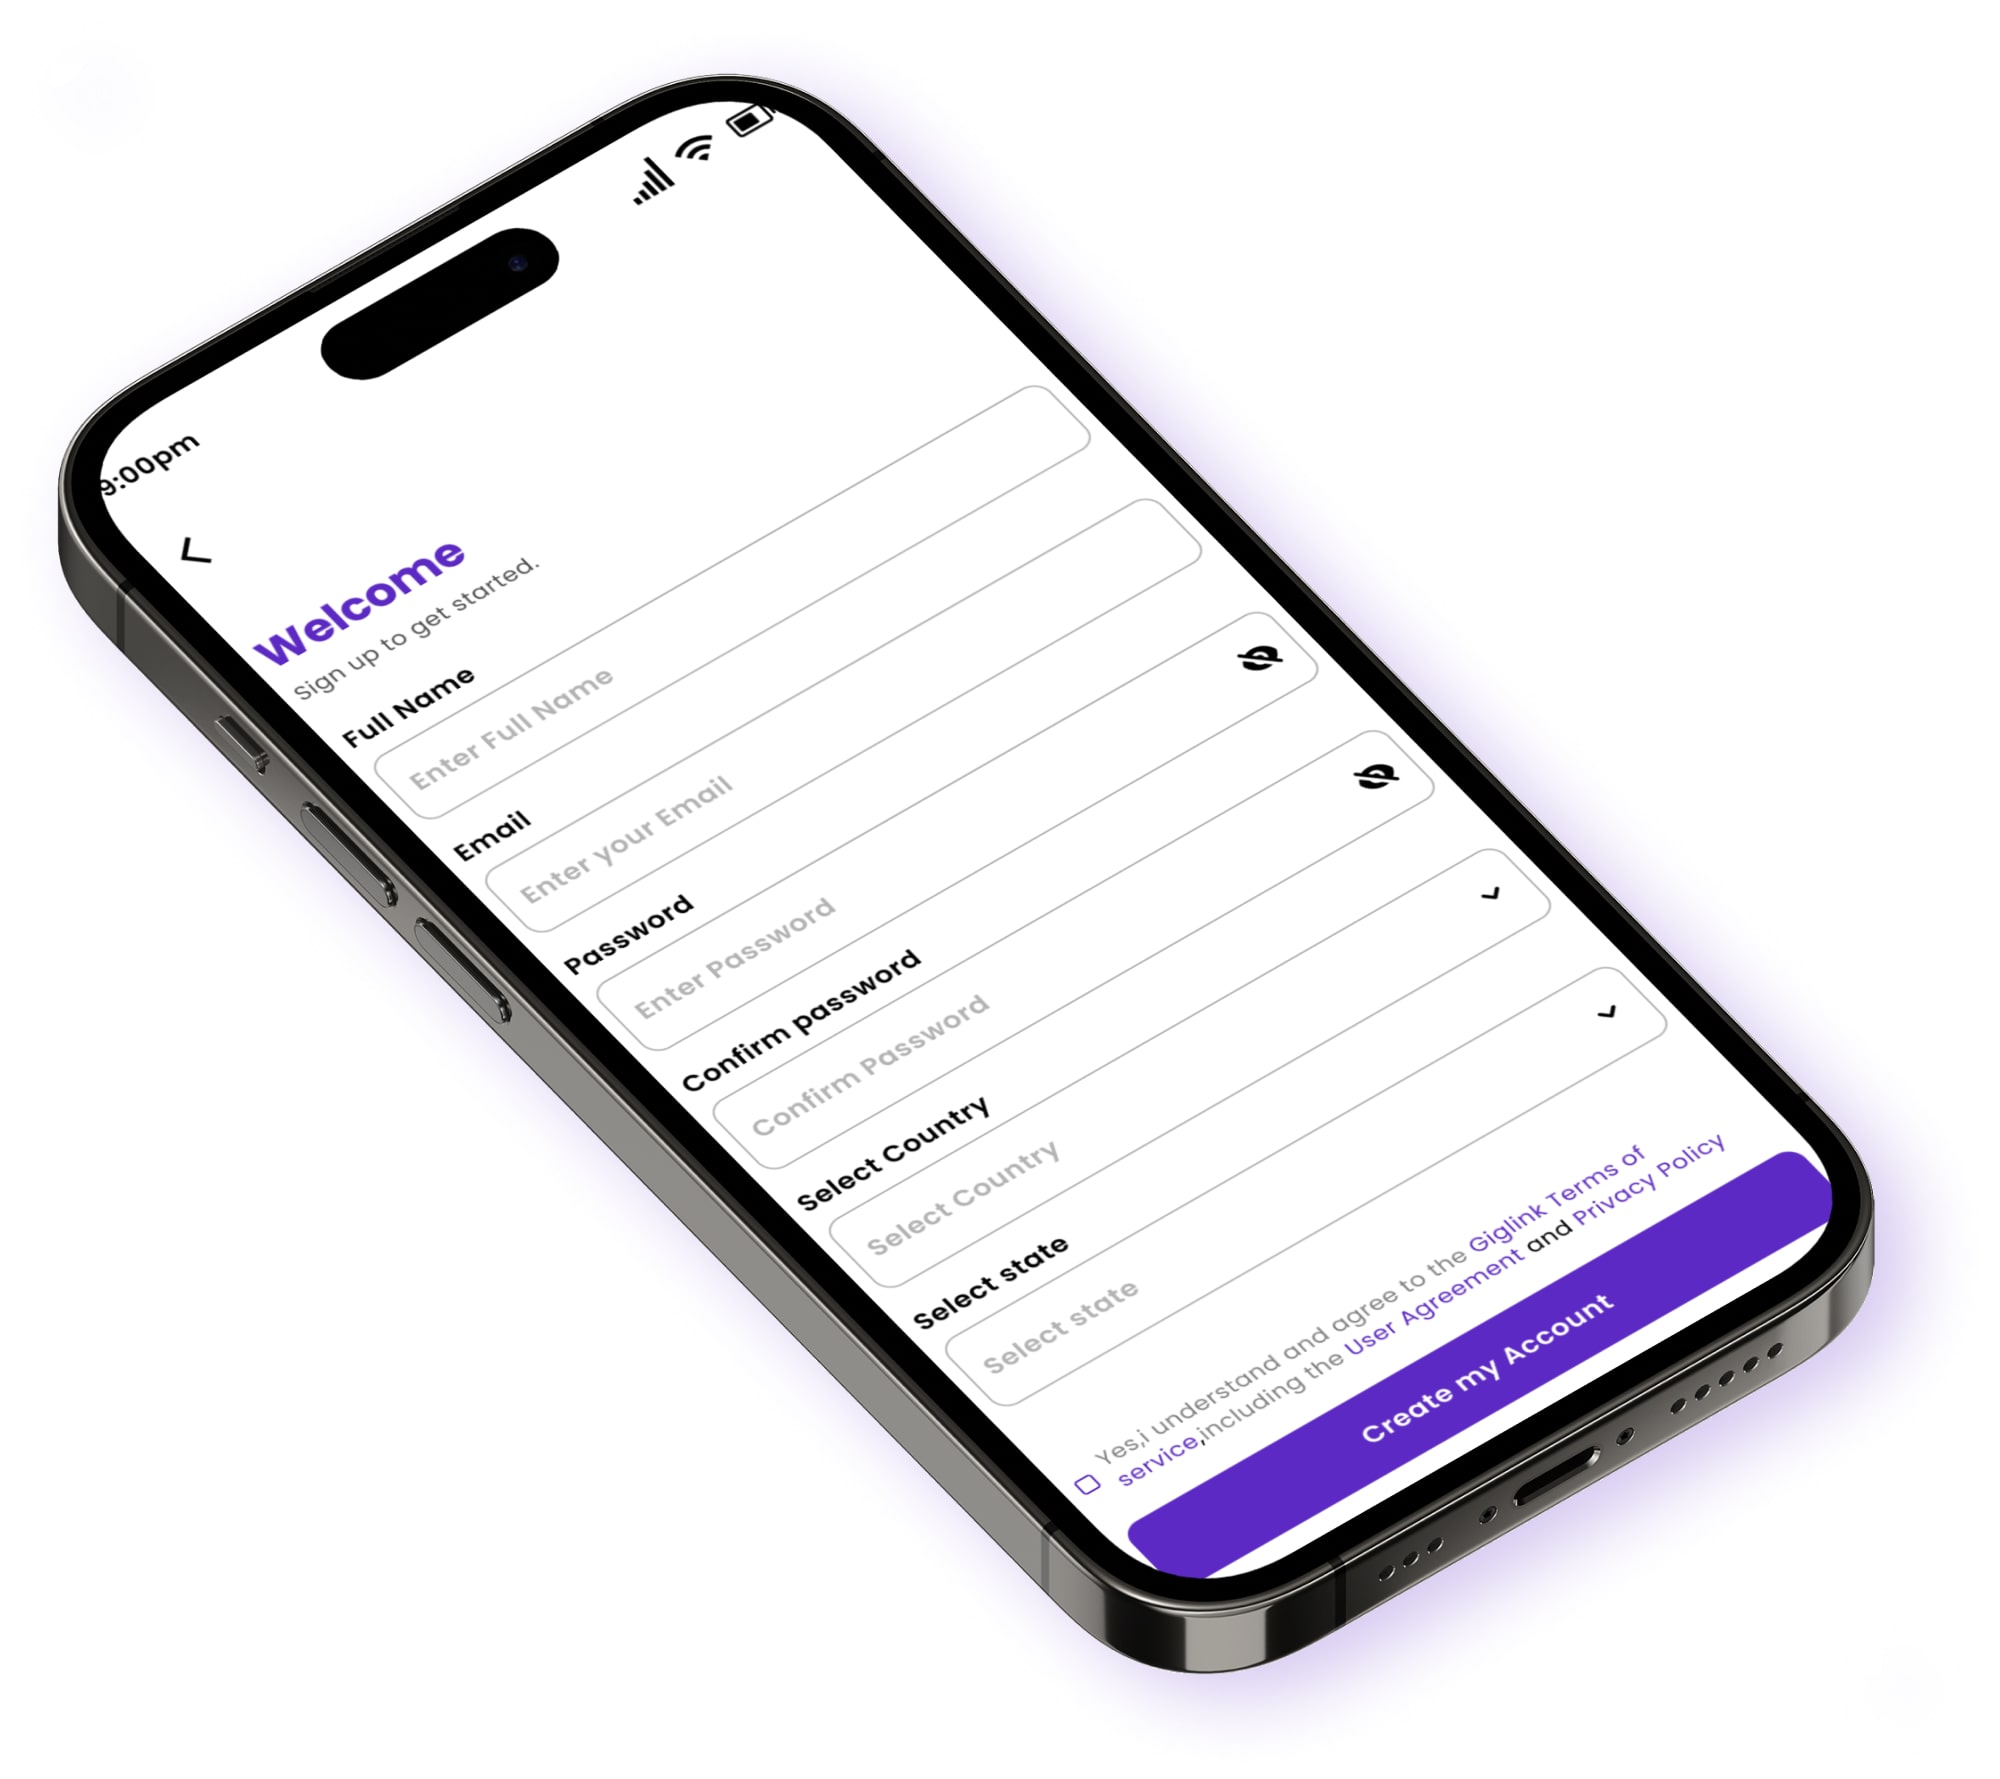 9:00pm
Welcome
Sign up to get started.
Full Name
Enter Full Name
Email
Enter your Email
Password
Enter Password
Confirm password
Confirm Password
Select Country
Select Country
Select state
Select state
Yes,i understand and agree to the Giglink Terms of
service,including the User Agreement and Privacy Policy
Create my Account